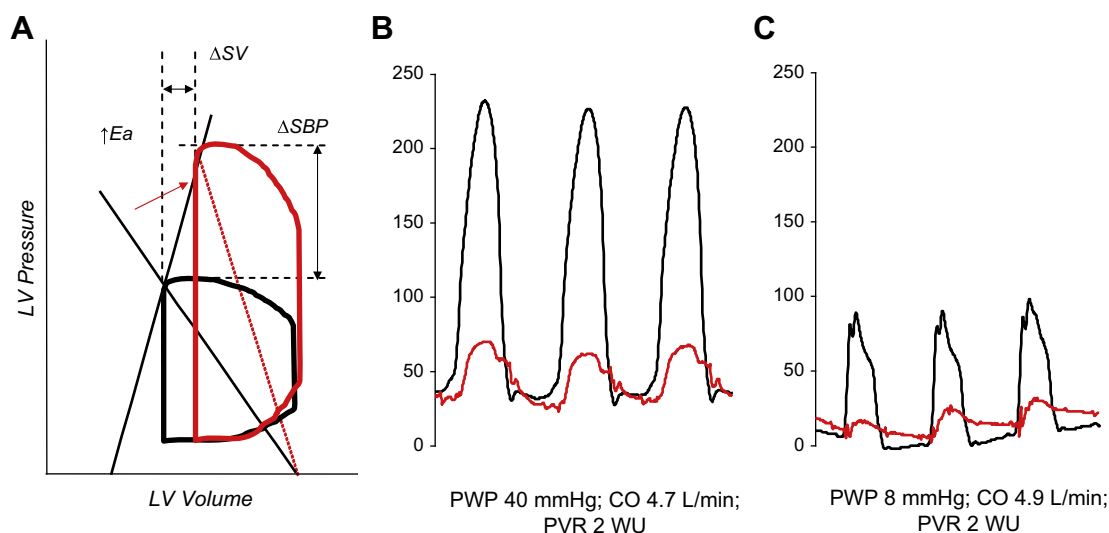 A
ΔSV
↑Ea
ΔSBP
LV Pressure
LV Volume
B
250
200
150
100
50
0
PWP 40 mmHg; CO 4.7 L/min;
PVR 2 WU
C
250
200
150
100
50
0
PWP 8 mmHg; CO 4.9 L/min;
PVR 2 WU